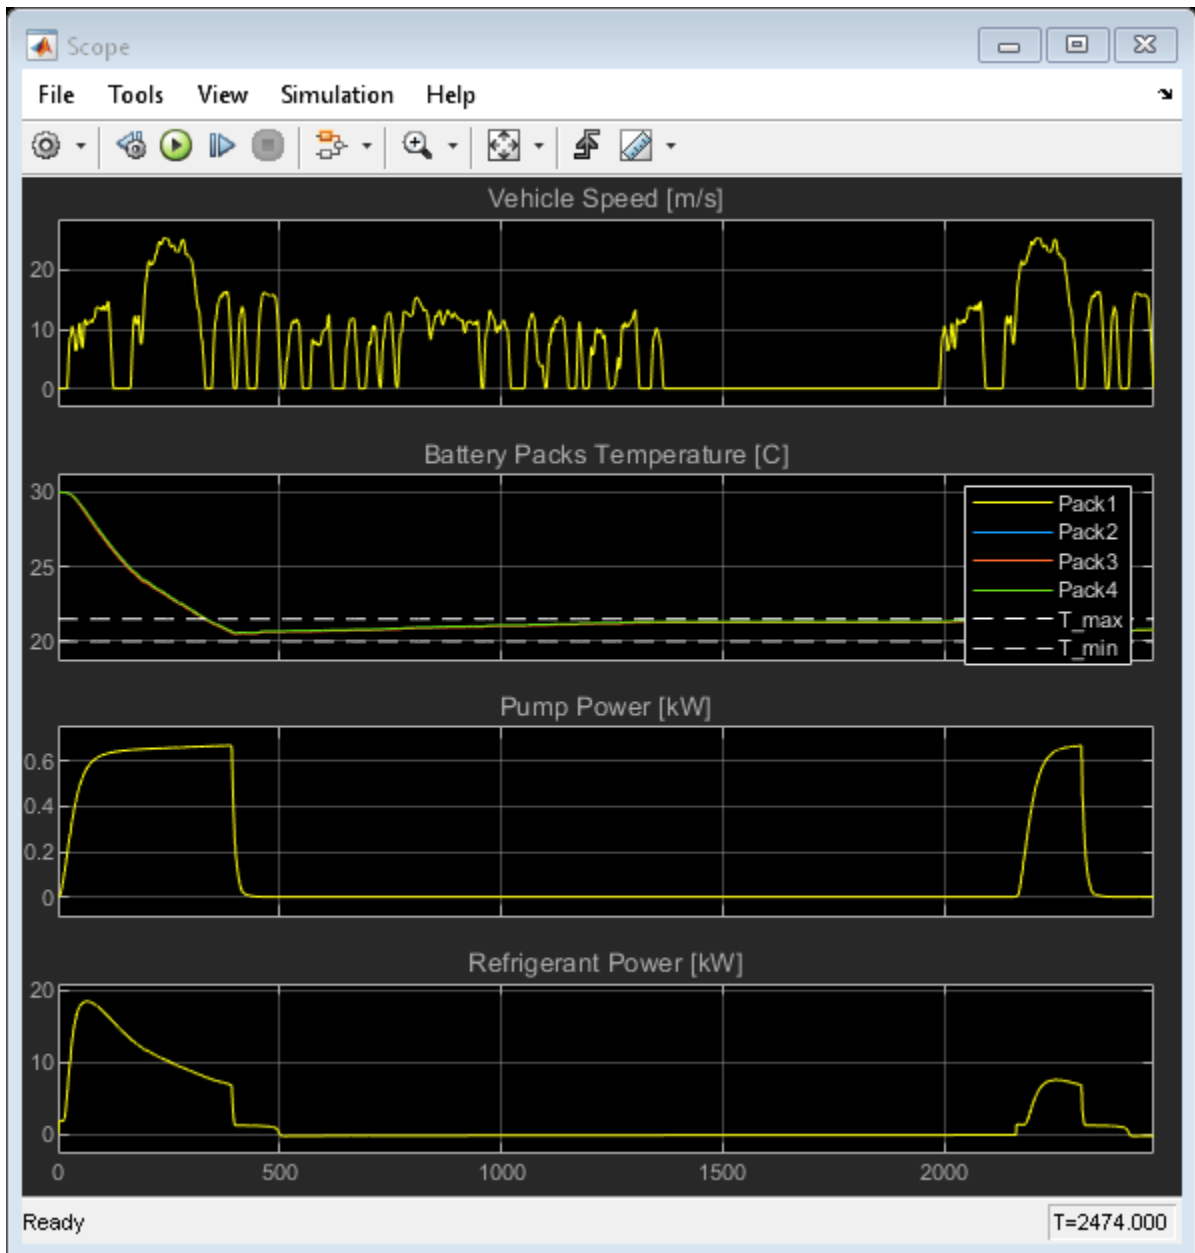 Scope
File Tools View Simulation Help
Vehicle Speed [m/s]
20
10
0
Battery Packs Temperature [C]
30
25
20
Pack1
Pack2
Pack3
Pack4
T_max
T_min
Pump Power [kW]
0.6
0.4
0.2
0
Refrigerant Power [kW]
20
10
0
0 500 1000 1500 2000
Ready T=2474.000